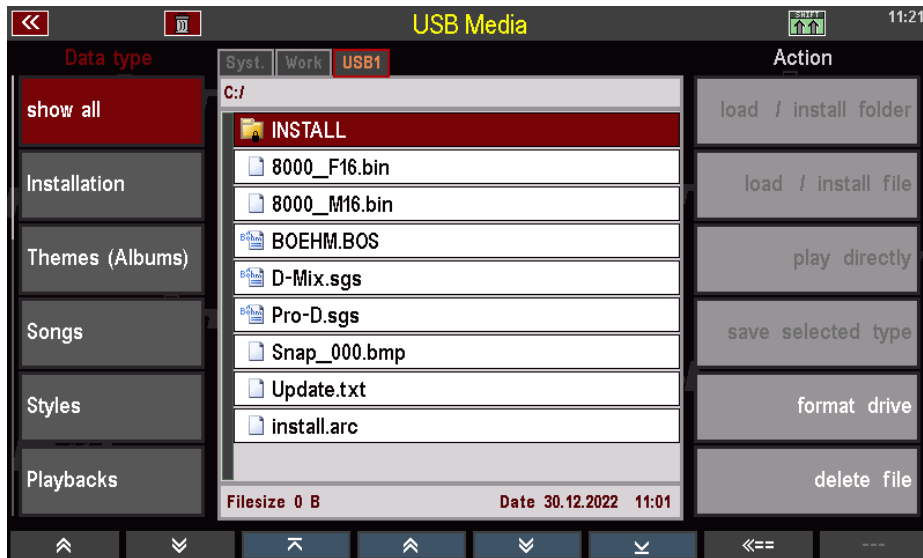 USB Media
SHIFT
11:21
Data type
show all
Installation
Themes (Albums)
Songs
Styles
Playbacks
Syst.
Work
USB1
C:/
INSTALL
8000_F16.bin
8000_M16.bin
BOEHM.BOS
D-Mix.sgs
Pro-D.sgs
Snap_000.bmp
Update.txt
install.arc
Filesize 0 B
Date 30.12.2022 11:01
Action
load / install folder
load / install file
play directly
save selected type
format drive
delete file
<==
---